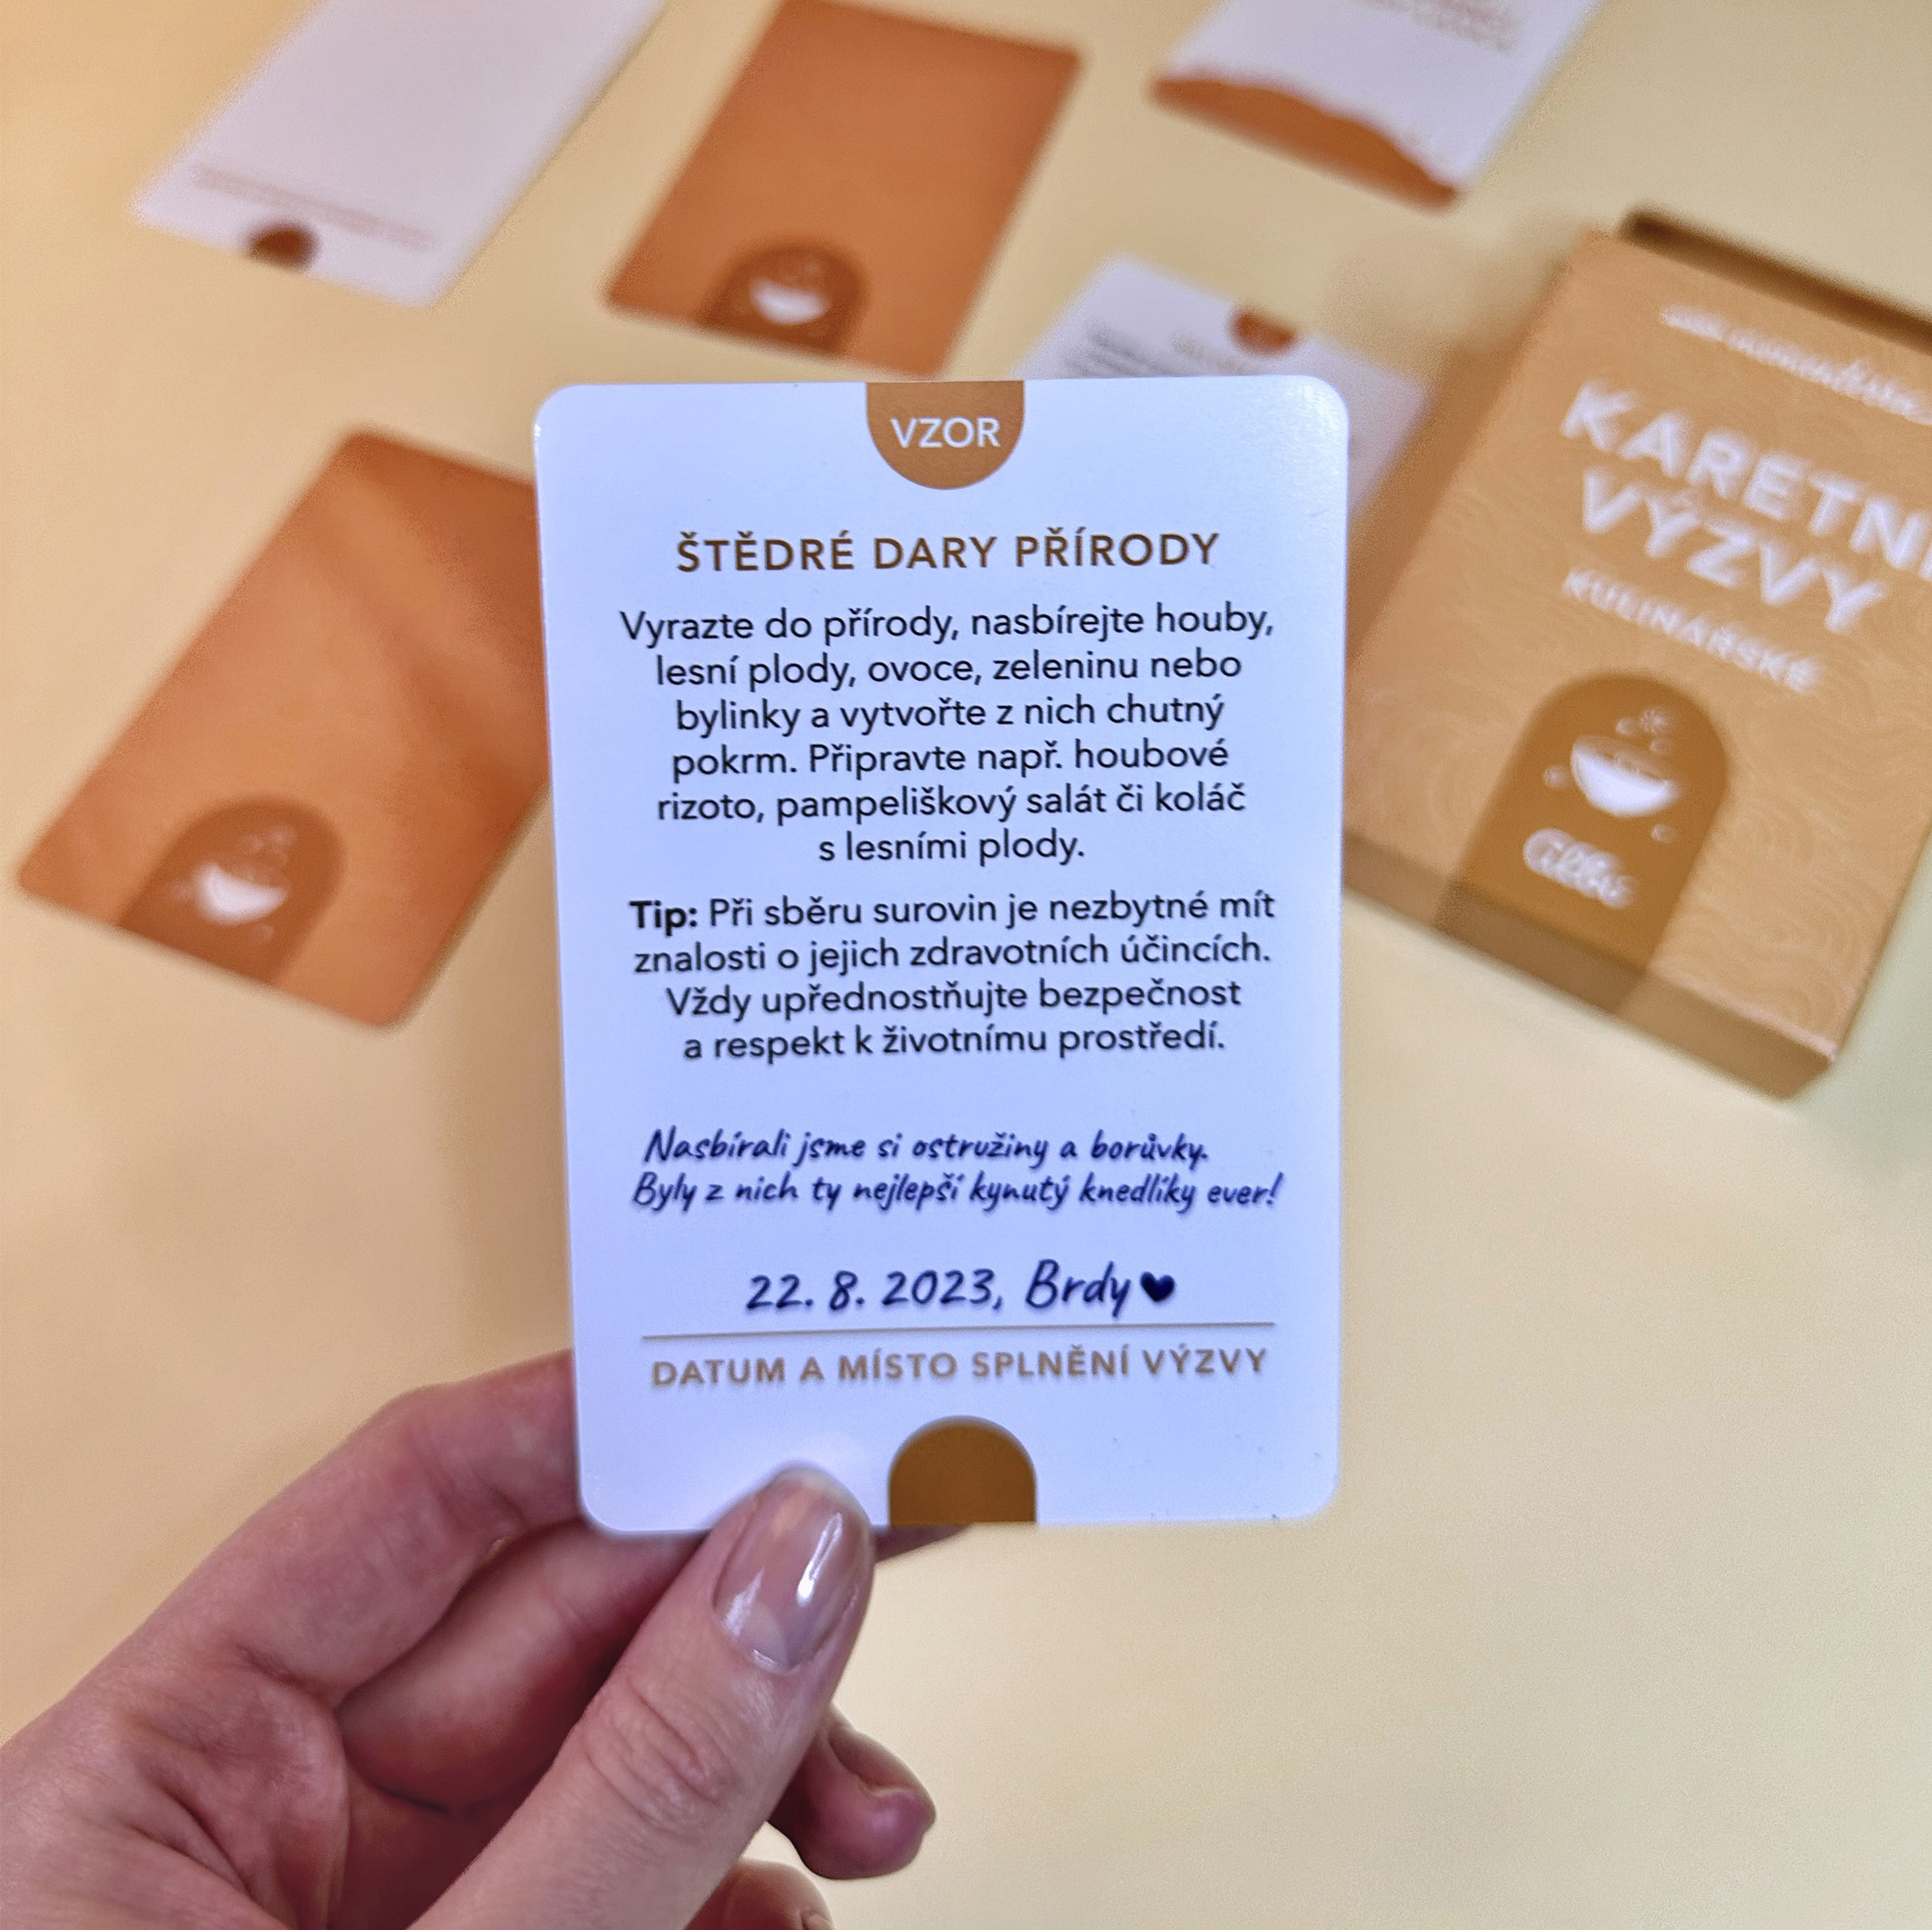 VZOR
ŠTĚDRÉ DARY PŘÍRODY
Vyrazte do přírody, nasbírejte houby,
lesní plody, ovoce, zeleninu nebo
bylinky a vytvořte z nich chutný
pokrm. Připravte např. houbové
rizoto, pampeliškový salát či koláč
s lesními plody.
Tip: Při sběru surovin je nezbytné mít
znalosti o jejich zdravotních účincích.
Vždy upřednostňujte bezpečnost
a respekt k životnímu prostředí.
Nasbírali jsme si ostružiny a borůvky.
Byly z nich ty nejlepší kynutý knedlíky ever!
22. 8. 2023, Brdy
DATUM A MÍSTO SPLNĚNÍ VÝZVY
KARETNÍ
VÝZVY
KULINÁŘSKÉ
albi